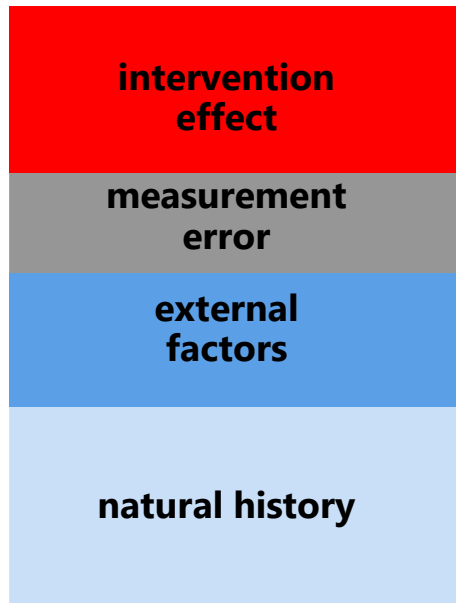 intervention
effect
measurement
error
external
factors
natural history